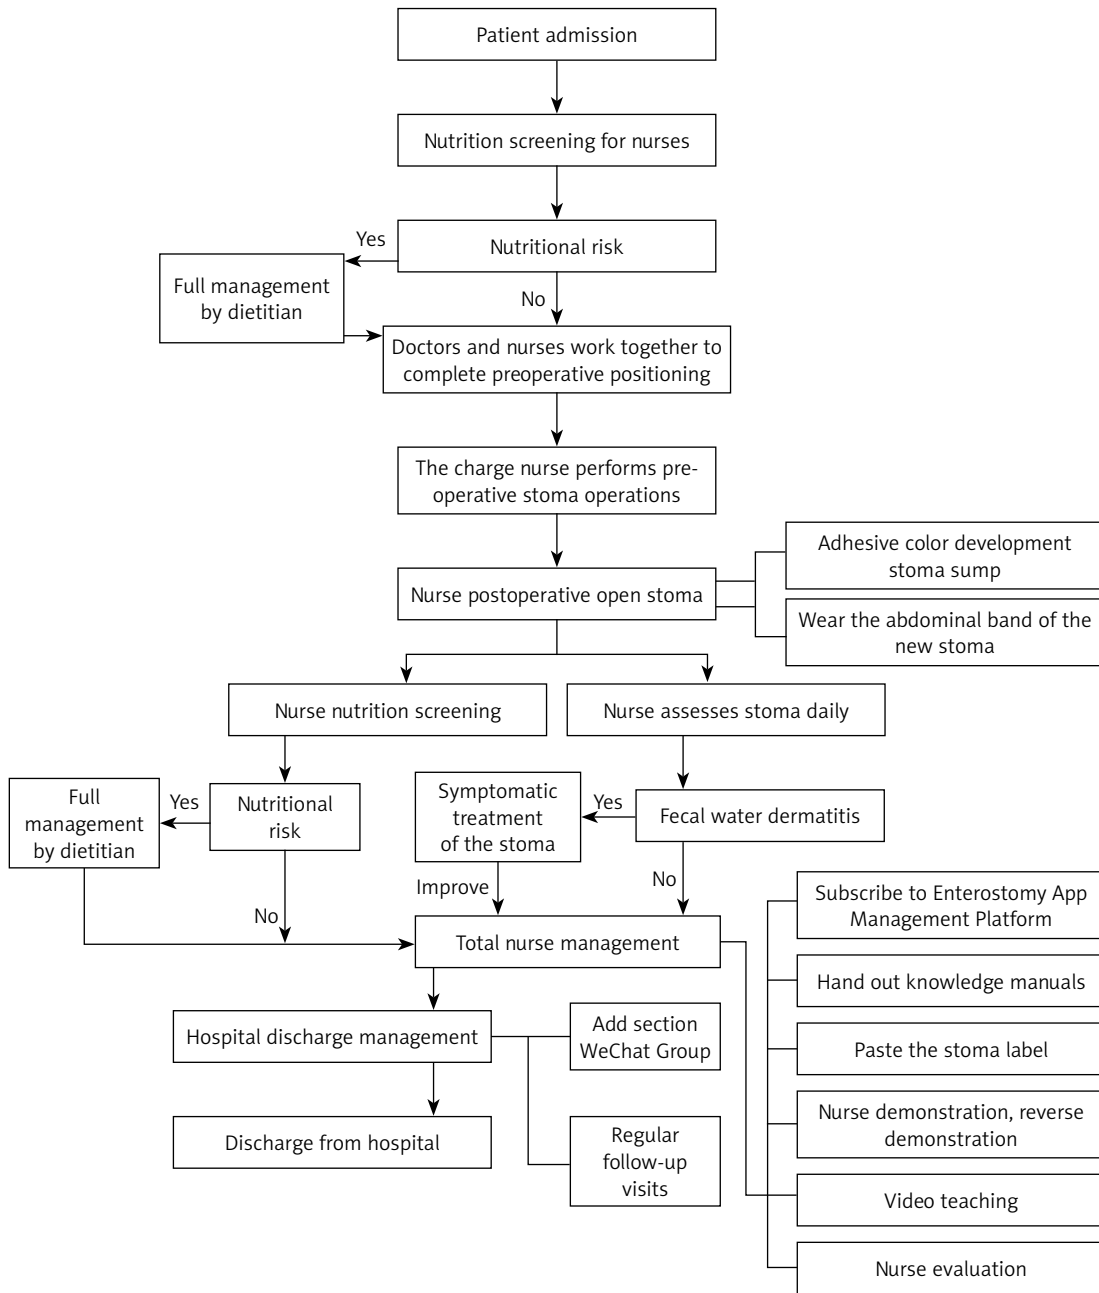 Patient admission
Nutrition screening for nurses
Nutritional risk
Yes
Full management
by dietitian
No
Doctors and nurses work together to
complete preoperative positioning
The charge nurse performs pre-
operative stoma operations
Nurse postoperative open stoma
Adhesive color development
stoma sump
Wear the abdominal band of the
new stoma
Nurse nutrition screening
Nurse assesses stoma daily
Full
management
by dietitian
Yes
Nutritional
risk
No
Symptomatic
treatment
of the stoma
Yes
Fecal water dermatitis
Improve
No
Total nurse management
Subscribe to Enterostomy App
Management Platform
Hand out knowledge manuals
Paste the stoma label
Nurse demonstration, reverse
demonstration
Video teaching
Nurse evaluation
Hospital discharge management
Add section
WeChat Group
Regular
follow-up
visits
Discharge from hospital